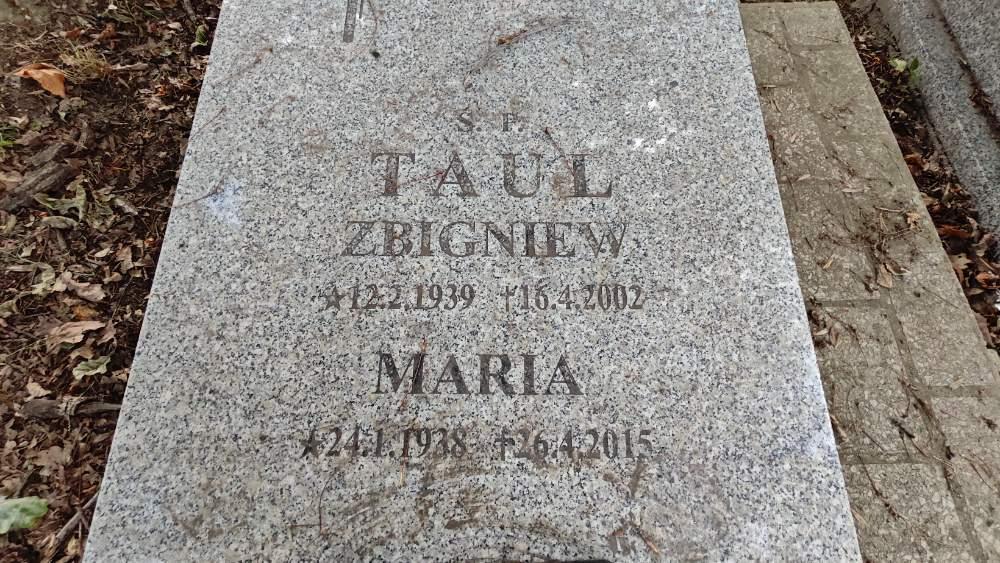 S. P.
TAUL
ZBIGNIEW
★12.2.1939 †16.4.2002
MARIA
★24.1.1938 †26.4.2015